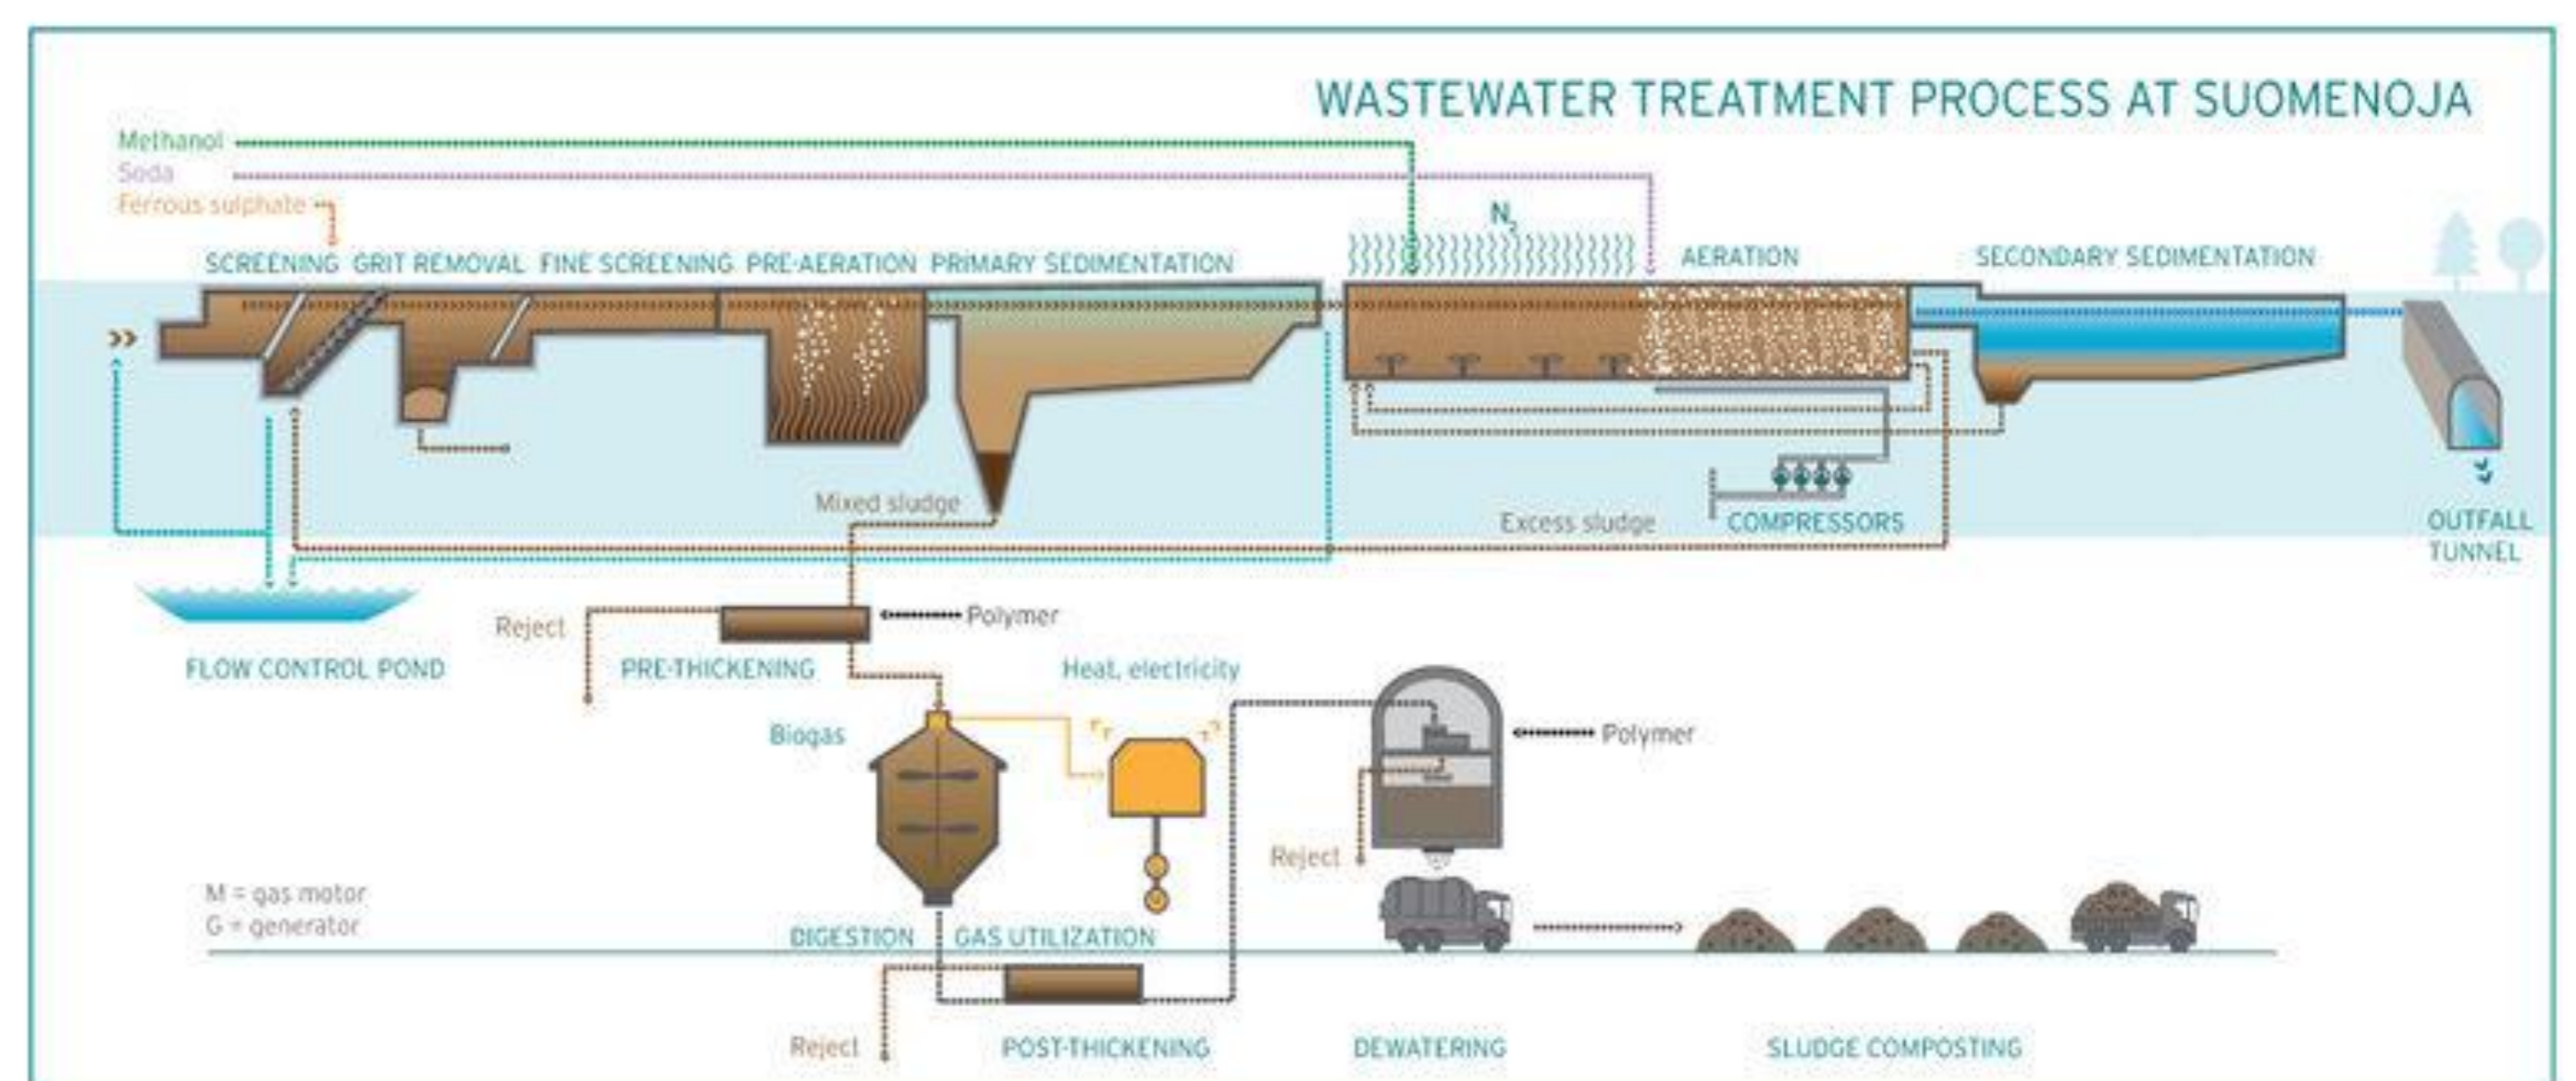 WASTEWATER TREATMENT PROCESS AT SUOMENOJA
Methanol
Soda
Ferrous sulphate
N2
SCREENING GRIT REMOVAL FINE SCREENING PRE-AERATION PRIMARY SEDIMENTATION AERATION SECONDARY SEDIMENTATION
Mixed sludge
Excess sludge
COMPRESSORS
OUTFALL
TUNNEL
Reject
Polymer
FLOW CONTROL POND
PRE-THICKENING
Heat, electricity
Biogas
Polymer
Reject
M = gas motor
G = generator
DIGESTION
GAS UTILIZATION
Reject
POST-THICKENING
DEWATERING
SLUDGE COMPOSTING